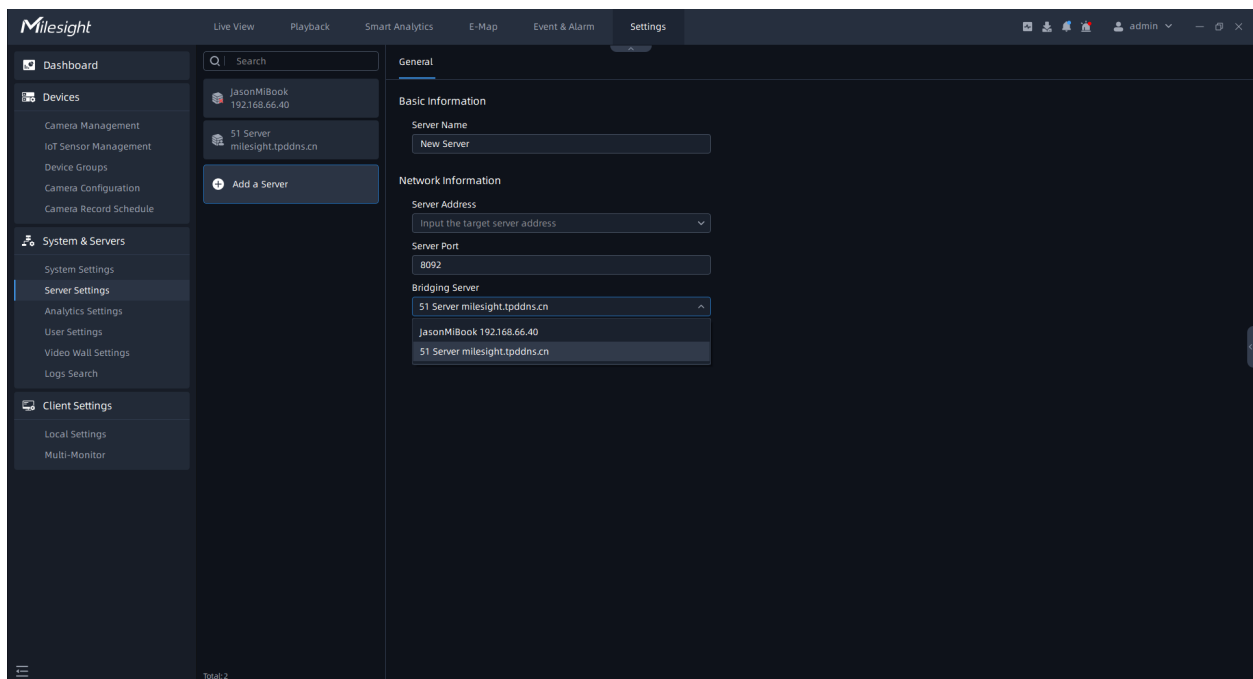 Milesight
Live View Playback Smart Analytics E-Map Event & Alarm Settings admin
Dashboard
Devices
Camera Management
IoT Sensor Management
Device Groups
Camera Configuration
Camera Record Schedule
System & Servers
System Settings
Server Settings
Analytics Settings
User Settings
Video Wall Settings
Logs Search
Client Settings
Local Settings
Multi-Monitor
Search
JasonMiBook
192.168.66.40
51 Server
milesight.tpddns.cn
Add a Server
Total:2
General
Basic Information
Server Name
New Server
Network Information
Server Address
Input the target server address
Server Port
8092
Bridging Server
51 Server milesight.tpddns.cn
JasonMiBook 192.168.66.40
51 Server milesight.tpddns.cn